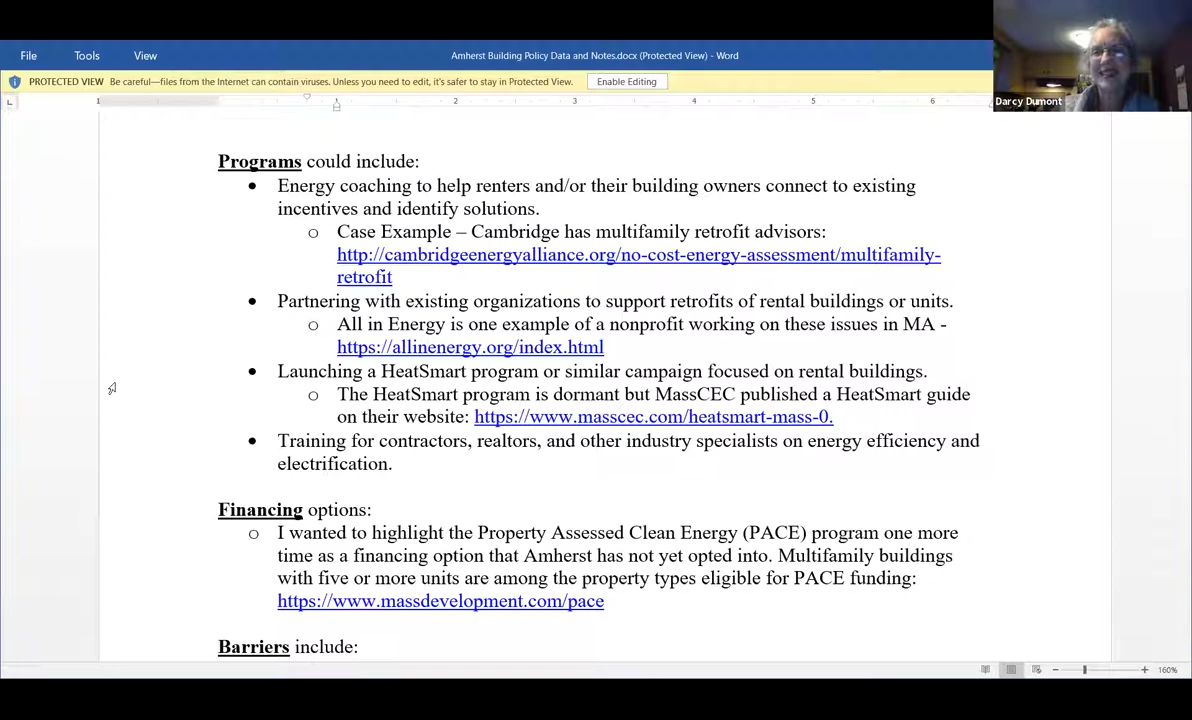 File Tools View Amherst Building Policy Data and Notes.docx (Protected View) - Word
PROTECTED VIEW Be careful—files from the Internet can contain viruses. Unless you need to edit, it's safer to stay in Protected View. Enable Editing
Darcy Dumont
1 1 2 3 4 5 6
Programs could include:
• Energy coaching to help renters and/or their building owners connect to existing
incentives and identify solutions.
o Case Example – Cambridge has multifamily retrofit advisors:
http://cambridgeenergyalliance.org/no-cost-energy-assessment/multifamily-
retrofit
• Partnering with existing organizations to support retrofits of rental buildings or units.
o All in Energy is one example of a nonprofit working on these issues in MA -
https://allinenergy.org/index.html
• Launching a HeatSmart program or similar campaign focused on rental buildings.
o The HeatSmart program is dormant but MassCEC published a HeatSmart guide
on their website: https://www.masscec.com/heatsmart-mass-0.
• Training for contractors, realtors, and other industry specialists on energy efficiency and
electrification.
Financing options:
o I wanted to highlight the Property Assessed Clean Energy (PACE) program one more
time as a financing option that Amherst has not yet opted into. Multifamily buildings
with five or more units are among the property types eligible for PACE funding:
https://www.massdevelopment.com/pace
Barriers include:
160%